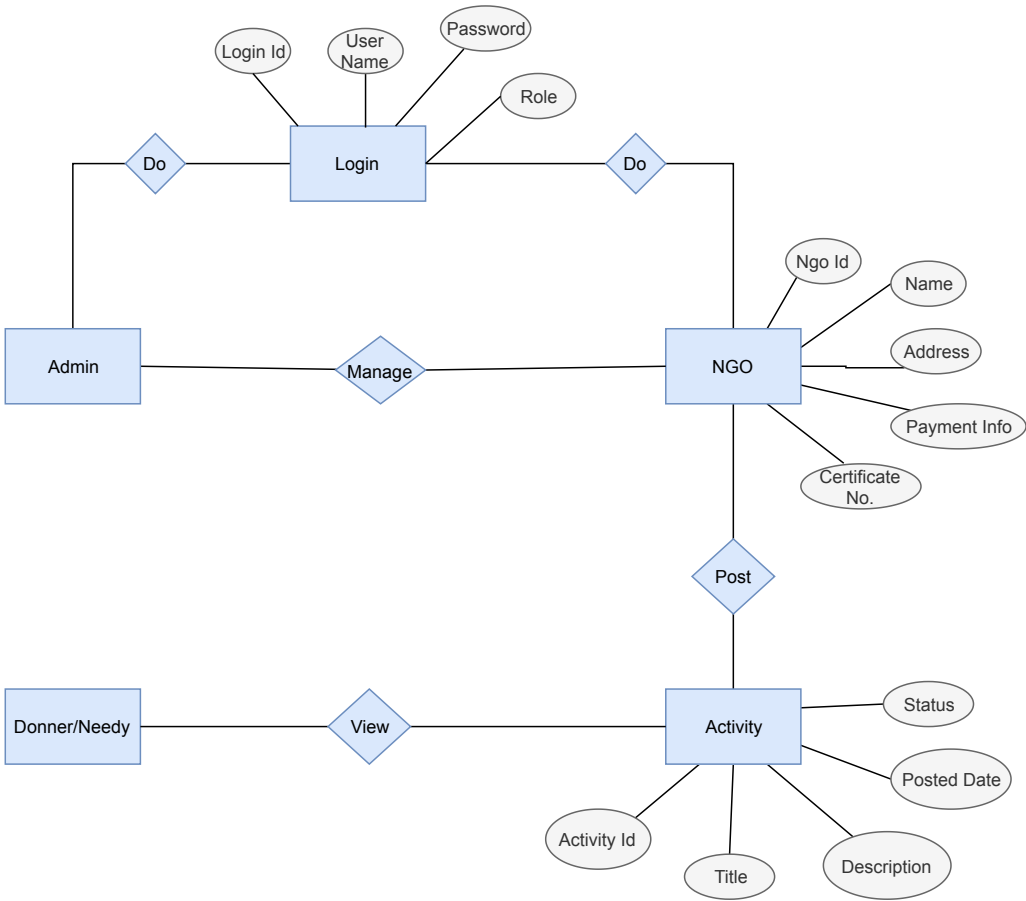 Login Id
User
Name
Password
Role
Do
Login
Do
Ngo Id
Name
Address
Admin
Manage
NGO
Payment Info
Certificate
No.
Post
Donner/Needy
View
Activity
Status
Posted Date
Activity Id
Title
Description